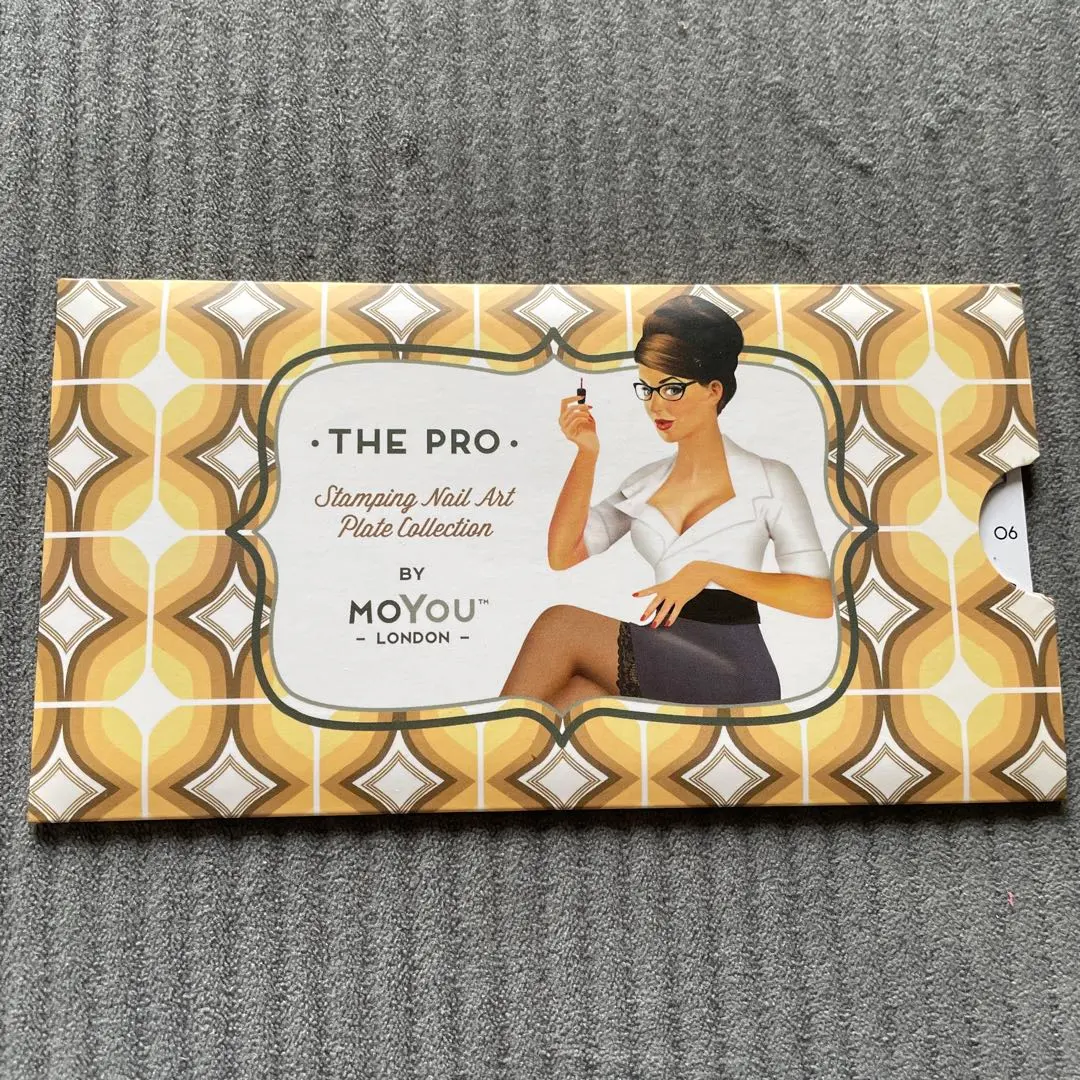 · THE PRO ·
Stamping Nail Art
Plate Collection
BY
MOYOU™
– LONDON –
06